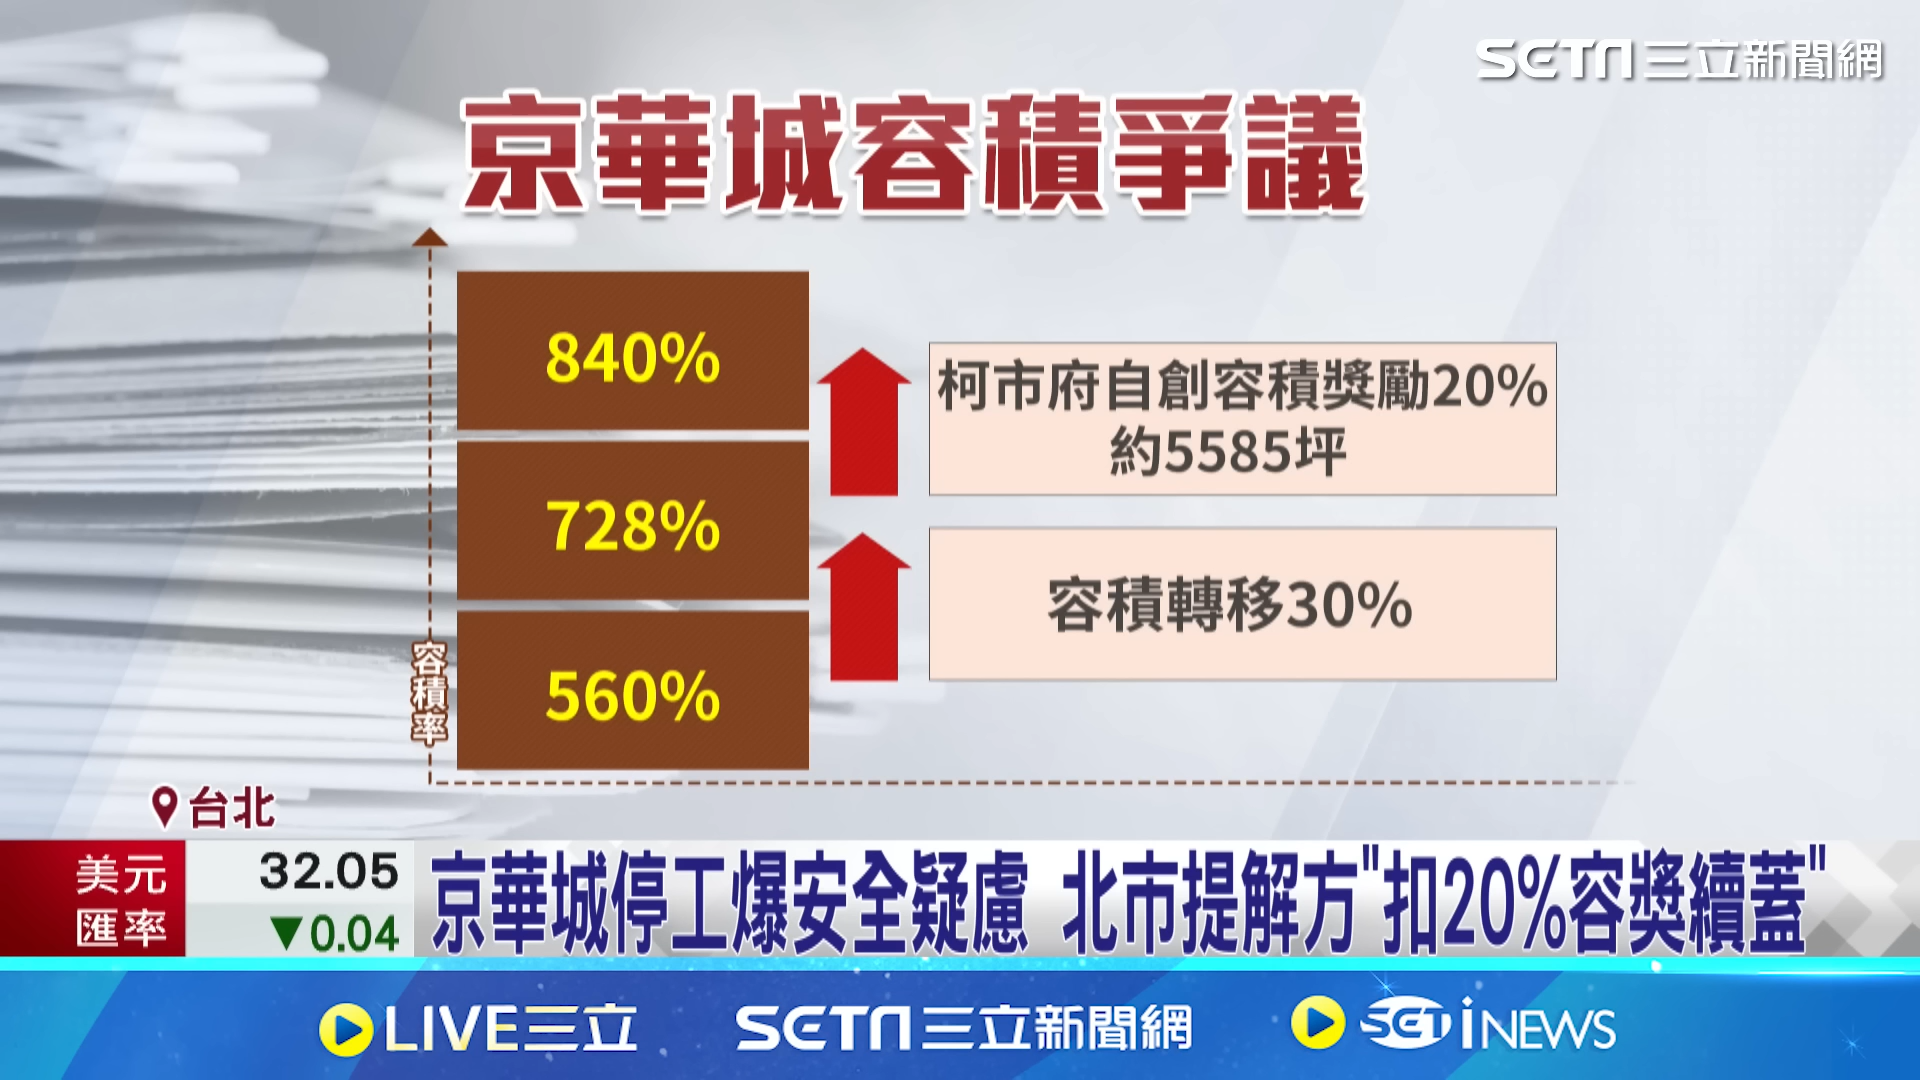 SETN三立新聞網
京華城容積爭議
840%
柯市府自創容積獎勵20%
約5585坪
728%
容積轉移30%
560%
容積率
台北
美元
匯率
32.05
▼0.04
京華城停工爆安全疑慮 北市提解方"扣20%容獎續蓋"
LIVE三立
SETN三立新聞網
SET iNEWS